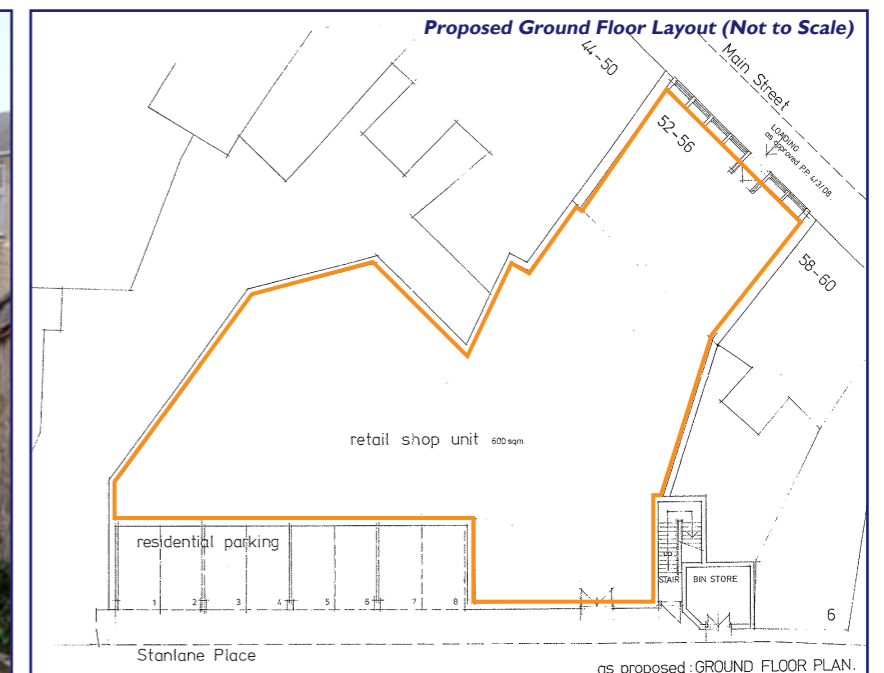 Proposed Ground Floor Layout (Not to Scale)
44-50
Main Street
52-56
LOADING
as approved P.P. 4/3/08.
58-60
retail shop unit 600 sqm.
residential parking
1 2 3 4 5 6 7 8
STAIR
BIN STORE
6
Stanlane Place
as proposed : GROUND FLOOR PLAN.